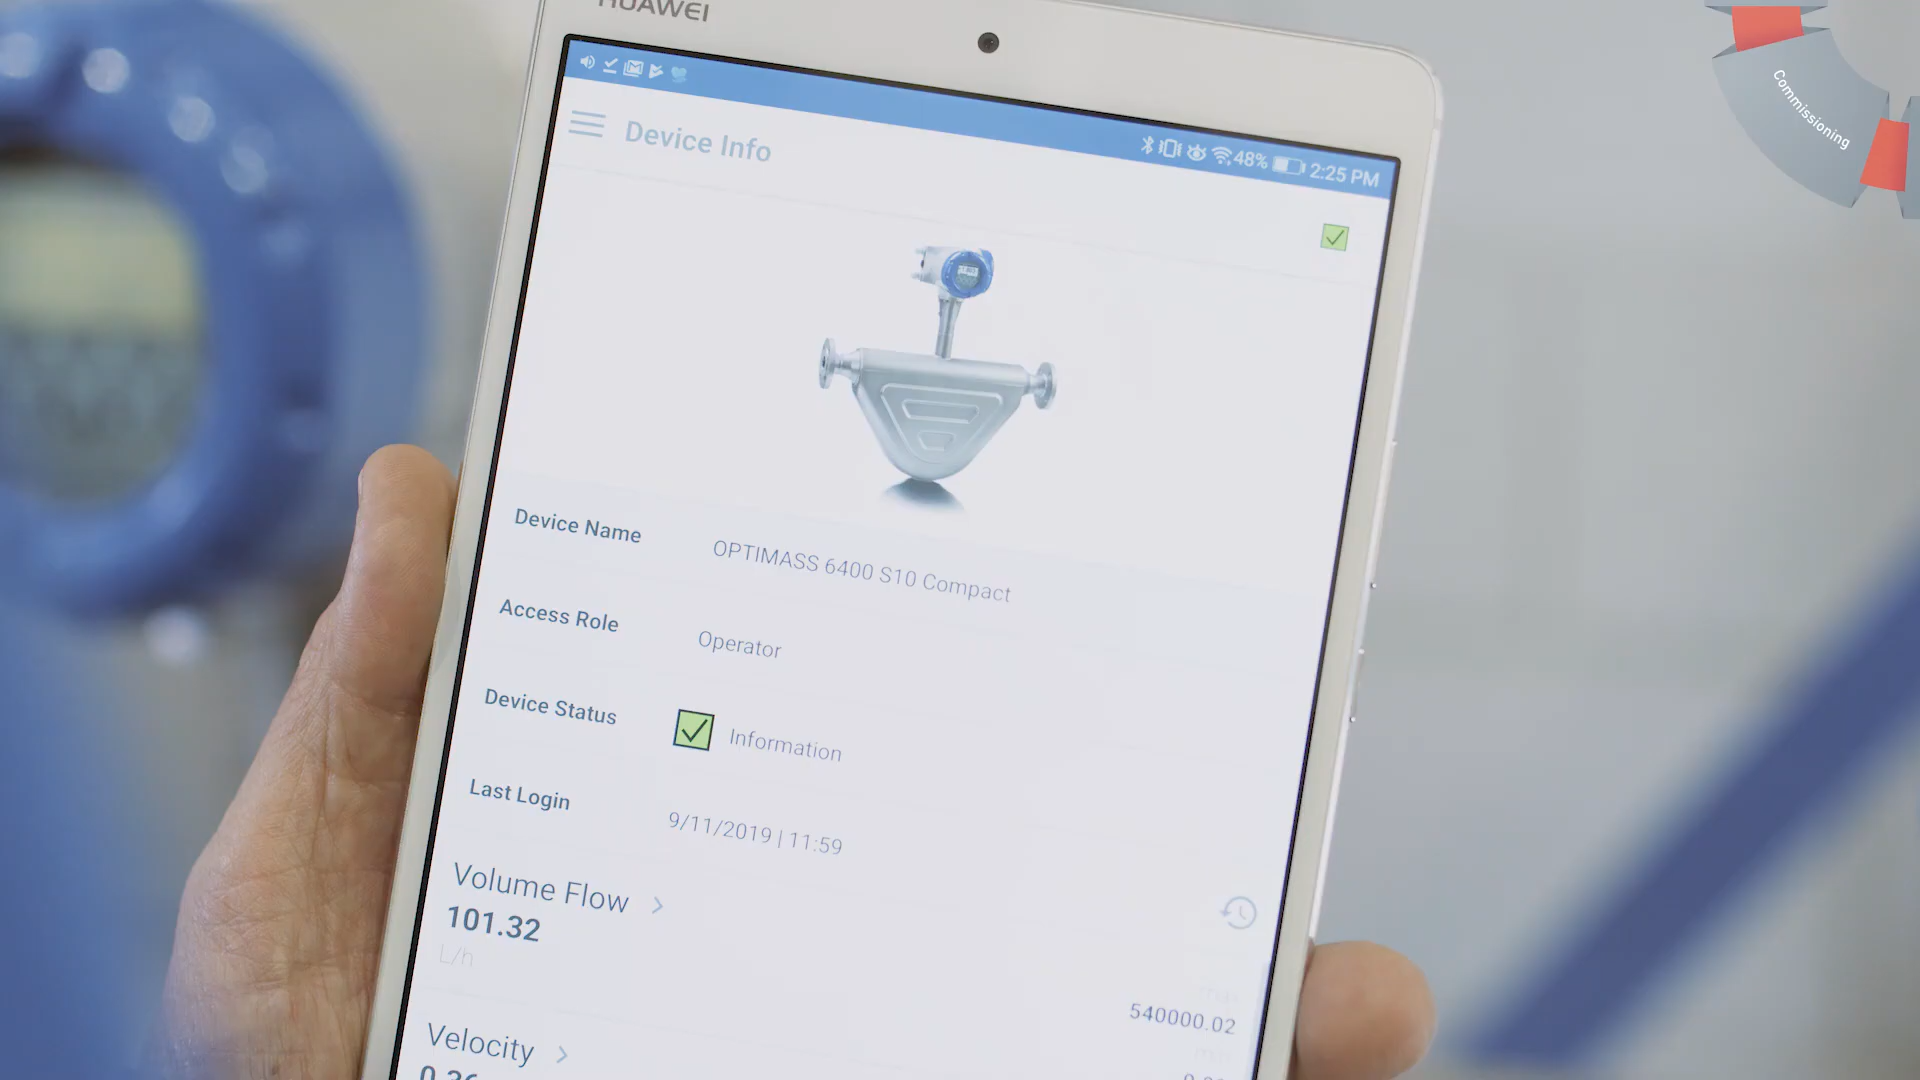 HUAWEI
48% 2:25 PM
Device Info
Commissioning
Device Name OPTIMASS 6400 S10 Compact
Access Role Operator
Device Status Information
Last Login 9/11/2019 | 11:59
Volume Flow >
101.32
L/h
540000.02
Velocity >